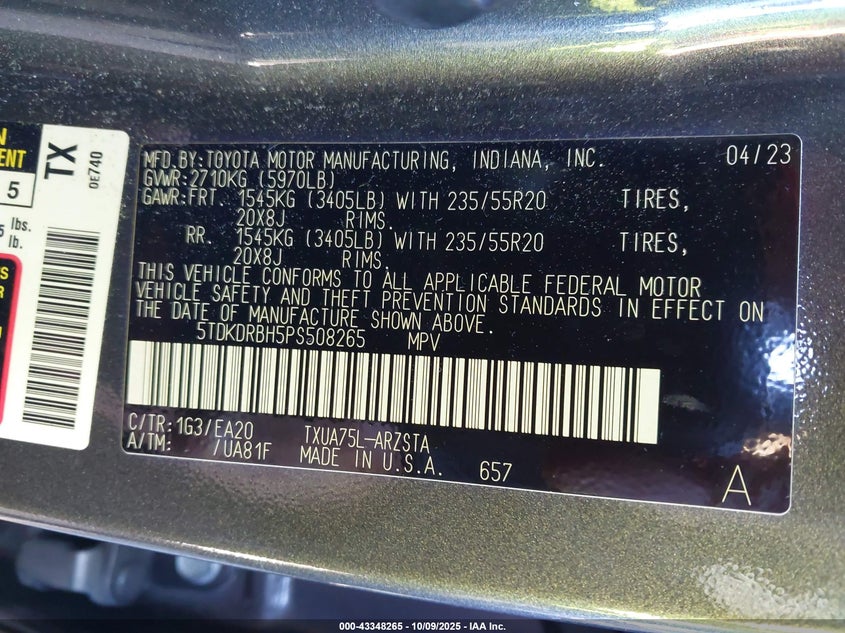 N
ENT
5
TX
0E740
lbs.
lb.
S
R
MFD.BY:TOYOTA MOTOR MANUFACTURING, INDIANA, INC. 04/23
GVWR:2710KG (5970LB)
GAWR:FRT 1545KG (3405LB) WITH 235/55R20 TIRES,
20X8J RIMS.
RR. 1545KG (3405LB) WITH 235/55R20 TIRES,
20X8J RIMS.
THIS VEHICLE CONFORMS TO ALL APPLICABLE FEDERAL MOTOR
VEHICLE SAFETY AND THEFT PREVENTION STANDARDS IN EFFECT ON
THE DATE OF MANUFACTURE SHOWN ABOVE.
5TDKDRBH5PS508265 MPV
C/TR:1G3/EA20 TXUA75L-ARZSTA
A/TM: /UA81F MADE IN U.S.A. 657
A
000-43348265 - 10/09/2025 - IAA Inc.